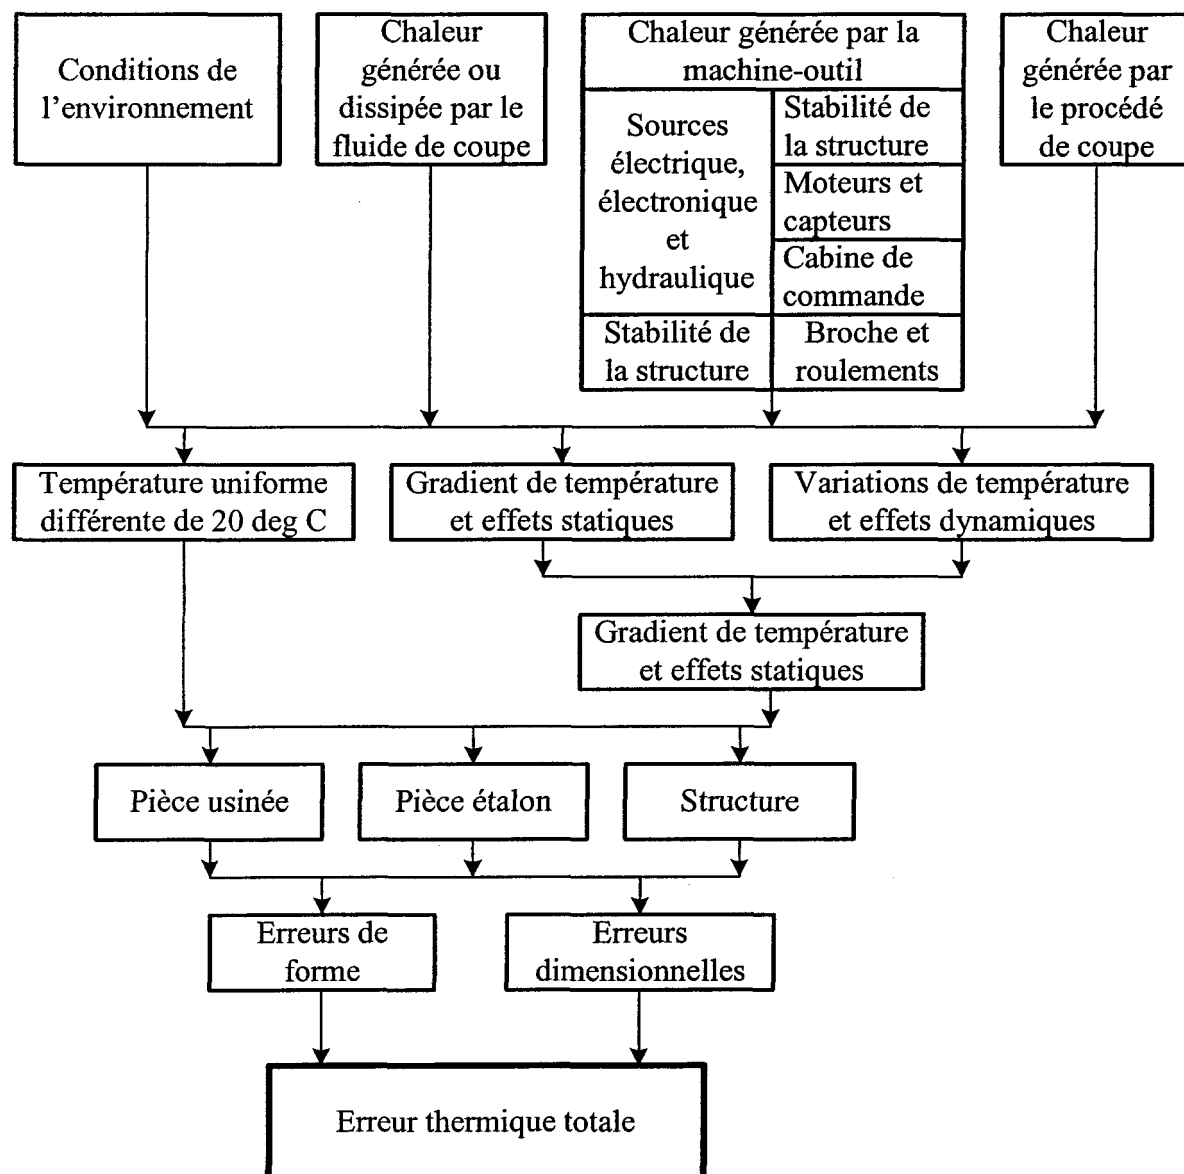 Conditions de
l'environnement
Chaleur
générée ou
dissipée par le
fluide de coupe
Chaleur générée par la
machine-outil
Sources
électrique,
électronique
et
hydraulique
Stabilité de
la structure
Moteurs et
capteurs
Cabine de
commande
Stabilité de
la structure
Broche et
roulements
Chaleur
générée par
le procédé
de coupe
Température uniforme
différente de 20 deg C
Gradient de température
et effets statiques
Variations de température
et effets dynamiques
Gradient de température
et effets statiques
Pièce usinée
Pièce étalon
Structure
Erreurs de
forme
Erreurs
dimensionnelles
Erreur thermique totale